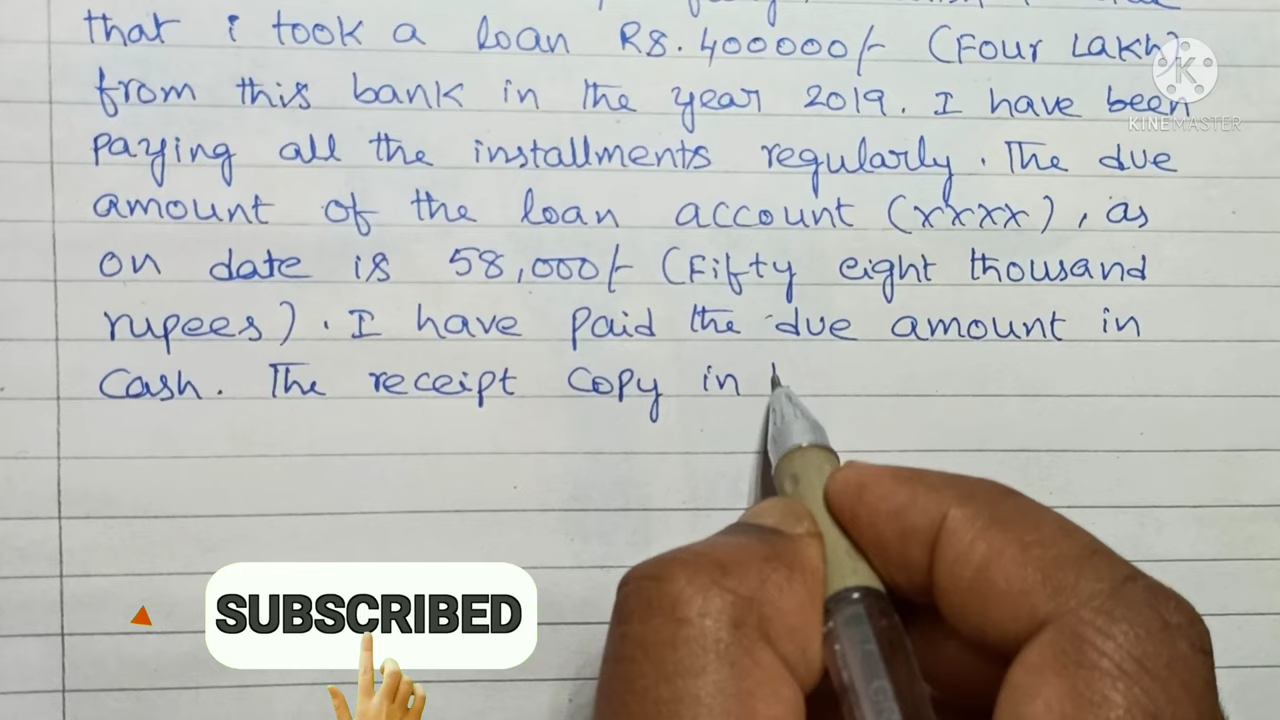 that i took a loan Rs. 400000/- (Four Lakh)
from this bank in the year 2019. I have been
paying all the installments regularly. The due
amount of the loan account (xxxx), as
on date is 58,000/- (Fifty eight thousand
rupees). I have paid the due amount in
cash. The receipt copy in
KINEMASTER
SUBSCRIBED